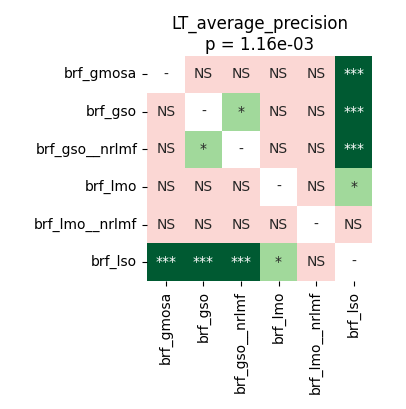 LT_average_precision
p = 1.16e-03
brf_gmosa - NS NS NS NS ***
brf_gso NS - * NS NS ***
brf_gso__nrlmf NS * - NS NS ***
brf_lmo NS NS NS - NS *
brf_lmo__nrlmf NS NS NS NS - NS
brf_lso *** *** *** * NS -
brf_gmosa
brf_gso
brf_gso__nrlmf
brf_lmo
brf_lmo__nrlmf
brf_lso